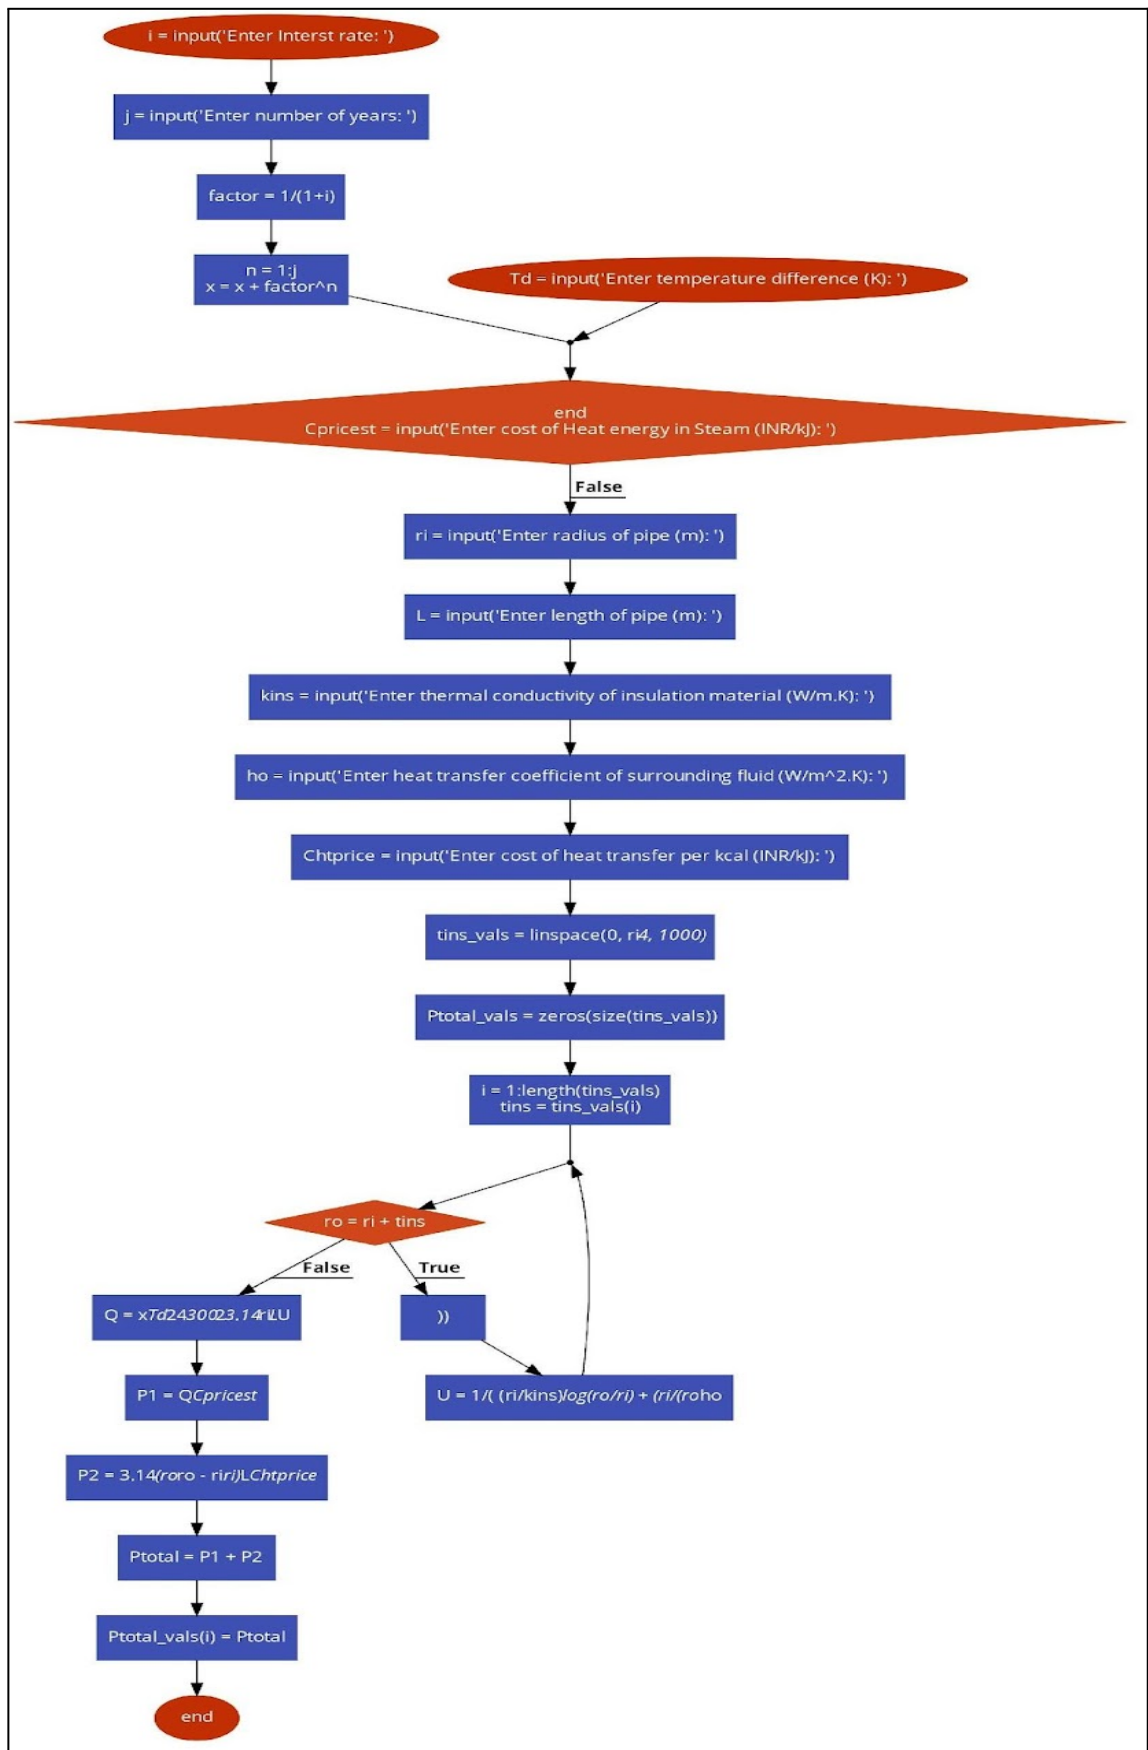 i = input('Enter Interst rate: ')
j = input('Enter number of years: ')
factor = 1/(1+i)
n = 1:j
x = x + factor^n
Td = input('Enter temperature difference (K): ')
end
Cpricest = input('Enter cost of Heat energy in Steam (INR/kJ): ')
False
ri = input('Enter radius of pipe (m): ')
L = input('Enter length of pipe (m): ')
kins = input('Enter thermal conductivity of insulation material (W/m.K): ')
ho = input('Enter heat transfer coefficient of surrounding fluid (W/m^2.K): ')
Chtprice = input('Enter cost of heat transfer per kcal (INR/kJ): ')
tins_vals = linspace(0, ri4, 1000)
Ptotal_vals = zeros(size(tins_vals))
i = 1:length(tins_vals)
tins = tins_vals(i)
ro = ri + tins
False
True
Q = xTd2430023.14riLU
))
P1 = QCpricest
U = 1/( (ri/kins)log(ro/ri) + (ri/(roho
P2 = 3.14(roro - riri)LChtprice
Ptotal = P1 + P2
Ptotal_vals(i) = Ptotal
end